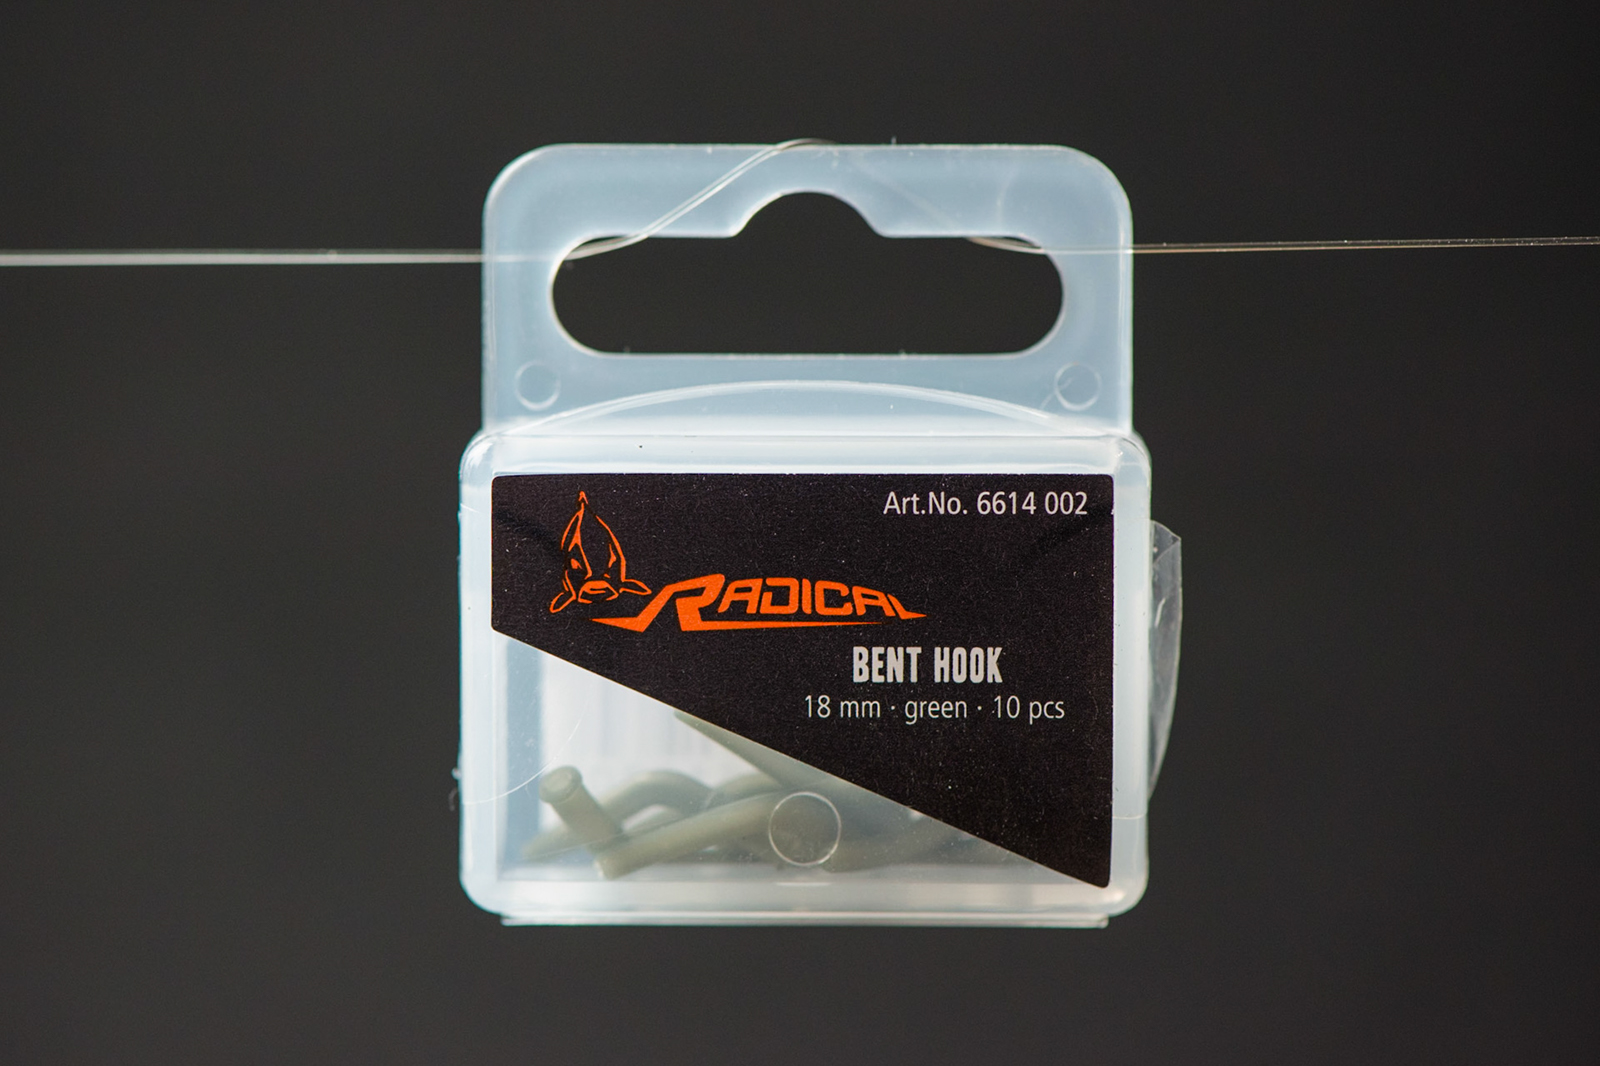 Art.No. 6614 002
RADICAL
BENT HOOK
18 mm · green · 10 pcs